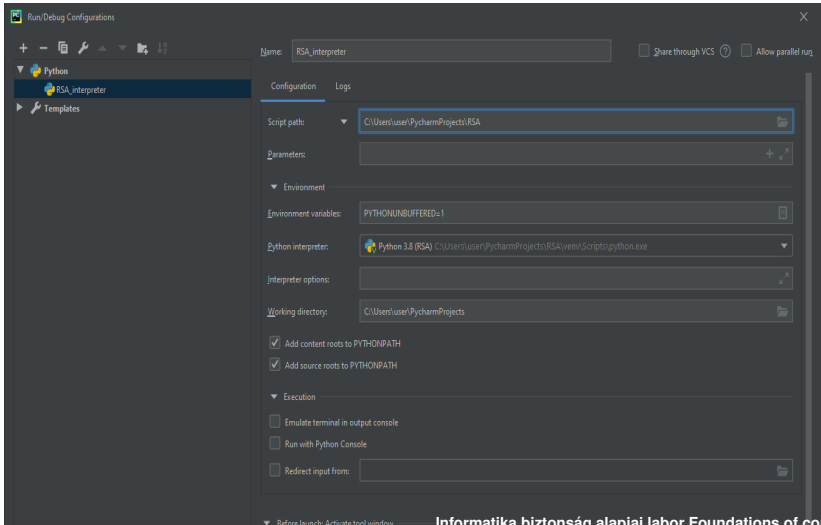 Run/Debug Configurations
Name: RSA_interpreter
Share through VCS
Allow parallel run
Python
RSA_interpreter
Templates
Configuration Logs
Script path: C:\Users\user\PycharmProjects\RSA
Parameters:
Environment
Environment variables: PYTHONUNBUFFERED=1
Python interpreter: Python 3.8 (RSA) C:\Users\user\PycharmProjects\RSA\venv\Scripts\python.exe
Interpreter options:
Working directory: C:\Users\user\PycharmProjects
Add content roots to PYTHONPATH
Add source roots to PYTHONPATH
Execution
Emulate terminal in output console
Run with Python Console
Redirect input from:
Before launch: Activate tool window
Informatika biztonság alapjai labor Foundations of co